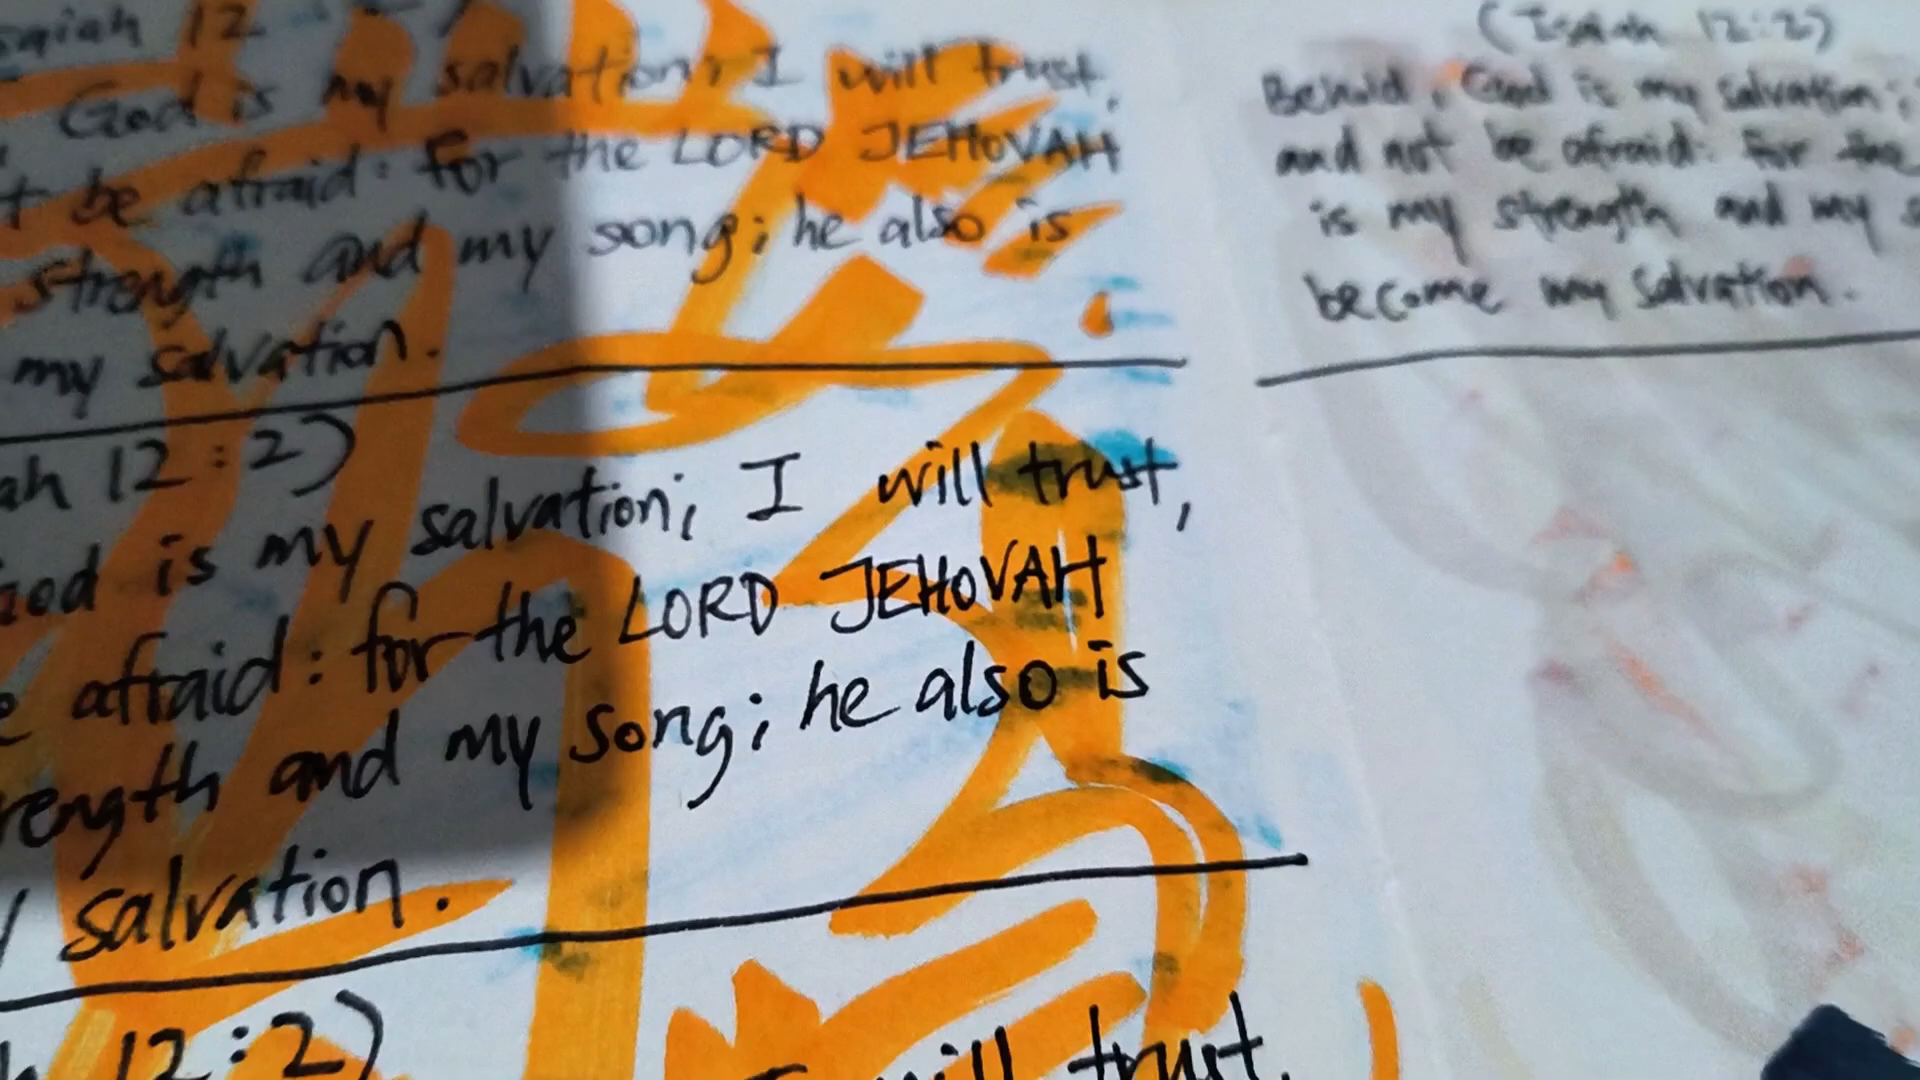 saiah 12
God is my salvation; I will trust,
t be afraid: for the LORD JEHOVAH
strength and my song; he also is
my salvation.
ah 12:2)
God is my salvation; I will trust,
e afraid: for the LORD JEHOVAH
rength and my song; he also is
salvation.
12:2)
I will trust,
(Isaiah 12:2)
Behold, God is my salvation;
and not be afraid: for the
is my strength and my s
become my salvation.